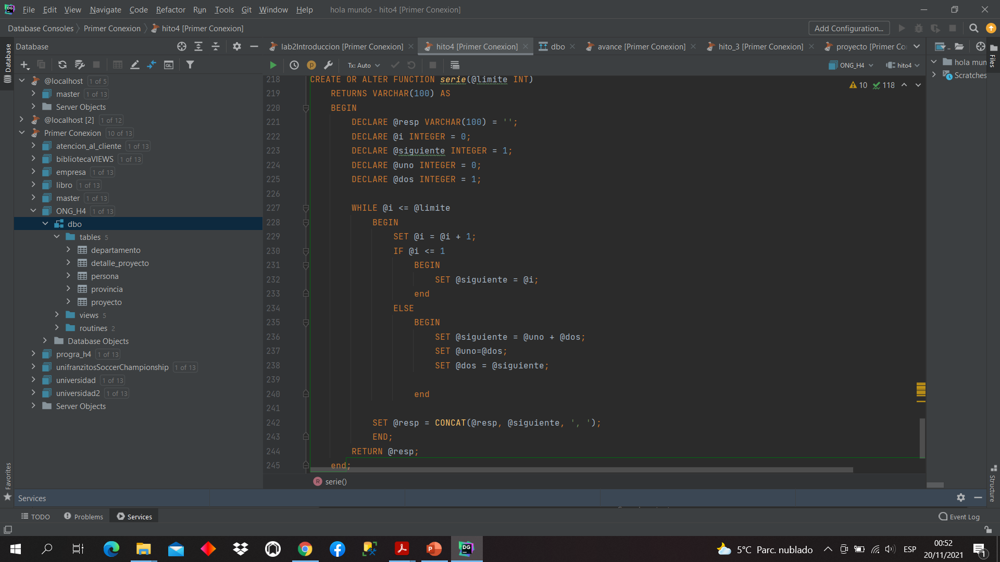 File Edit View Navigate Code Refactor Run Tools Git Window Help hola mundo - hito4 [Primer Conexion]
Database Consoles Primer Conexion hito4 [Primer Conexion] Add Configuration...
Database lab2Introduccion [Primer Conexion] hito4 [Primer Conexion] dbo avance [Primer Conexion] hito_3 [Primer Conexion] proyecto [Primer Co
Tx: Auto ONG_H4 hito4
@localhost 1 of 5
master 1 of 13
Server Objects
@localhost [2] 1 of 12
Primer Conexion 10 of 13
atencion_al_cliente 1 of 13
bibliotecaVIEWS 1 of 13
empresa 1 of 13
libro 1 of 13
master 1 of 13
ONG_H4 1 of 13
dbo
tables 5
departamento
detalle_proyecto
persona
provincia
proyecto
views 5
routines 2
Database Objects
progra_h4 1 of 13
unifranzitosSoccerChampionship 1 of 13
universidad 1 of 13
universidad2 1 of 13
Server Objects
218 CREATE OR ALTER FUNCTION serie(@limite INT)
219 RETURNS VARCHAR(100) AS
220 BEGIN
221 DECLARE @resp VARCHAR(100) = '';
222 DECLARE @i INTEGER = 0;
223 DECLARE @siguiente INTEGER = 1;
224 DECLARE @uno INTEGER = 0;
225 DECLARE @dos INTEGER = 1;
226
227 WHILE @i <= @limite
228 BEGIN
229 SET @i = @i + 1;
230 IF @i <= 1
231 BEGIN
232 SET @siguiente = @i;
233 end
234 ELSE
235 BEGIN
236 SET @siguiente = @uno + @dos;
237 SET @uno=@dos;
238 SET @dos = @siguiente;
239
240 end
241
242 SET @resp = CONCAT(@resp, @siguiente, ', ');
243 END;
244 RETURN @resp;
245 end;
10 118
serie()
hola mun
Scratches
Database
Favorites
Files
Structure
Services
TODO Problems Services Event Log
5°C Parc. nublado ESP 00:52
20/11/2021
1